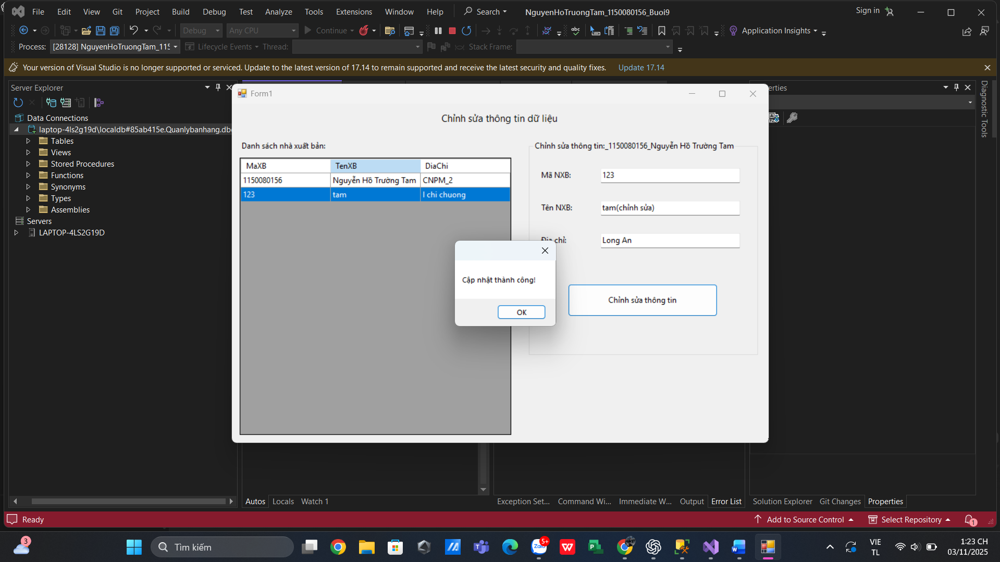 File Edit View Git Project Build Debug Test Analyze Tools Extensions Window Help Search NguyenHoTruongTam_1150080156_Buoi9 Sign in
Debug Any CPU Continue Application Insights
Process: [28128] NguyenHoTruongTam_115 Lifecycle Events Thread: Stack Frame:
Your version of Visual Studio is no longer supported or serviced. Update to the latest version of 17.14 to remain supported and receive the latest security and quality fixes. Update 17.14
Server Explorer
Data Connections
laptop-4ls2g19d\localdb#85ab415e.Quanlybanhang.db
Tables
Views
Stored Procedures
Functions
Synonyms
Types
Assemblies
Servers
LAPTOP-4LS2G19D
Form1
Chỉnh sửa thông tin dữ liệu
Danh sách nhà xuất bản:
MaXB TenXB DiaChi
1150080156 Nguyễn Hồ Trường Tam CNPM_2
123 tam l chi chuong
Chỉnh sửa thông tin:_1150080156_Nguyễn Hồ Trường Tam
Mã NXB: 123
Tên NXB: tam(chỉnh sửa)
Địa chỉ: Long An
Chỉnh sửa thông tin
Cập nhật thành công!
OK
erties
Diagnostic Tools
Autos Locals Watch 1
Exception Set... Command Wi... Immediate W... Output Error List
Solution Explorer Git Changes Properties
Ready
Add to Source Control Select Repository 1
3
Tìm kiếm
Zalo 5+
VIE
TL
1:23 CH
03/11/2025